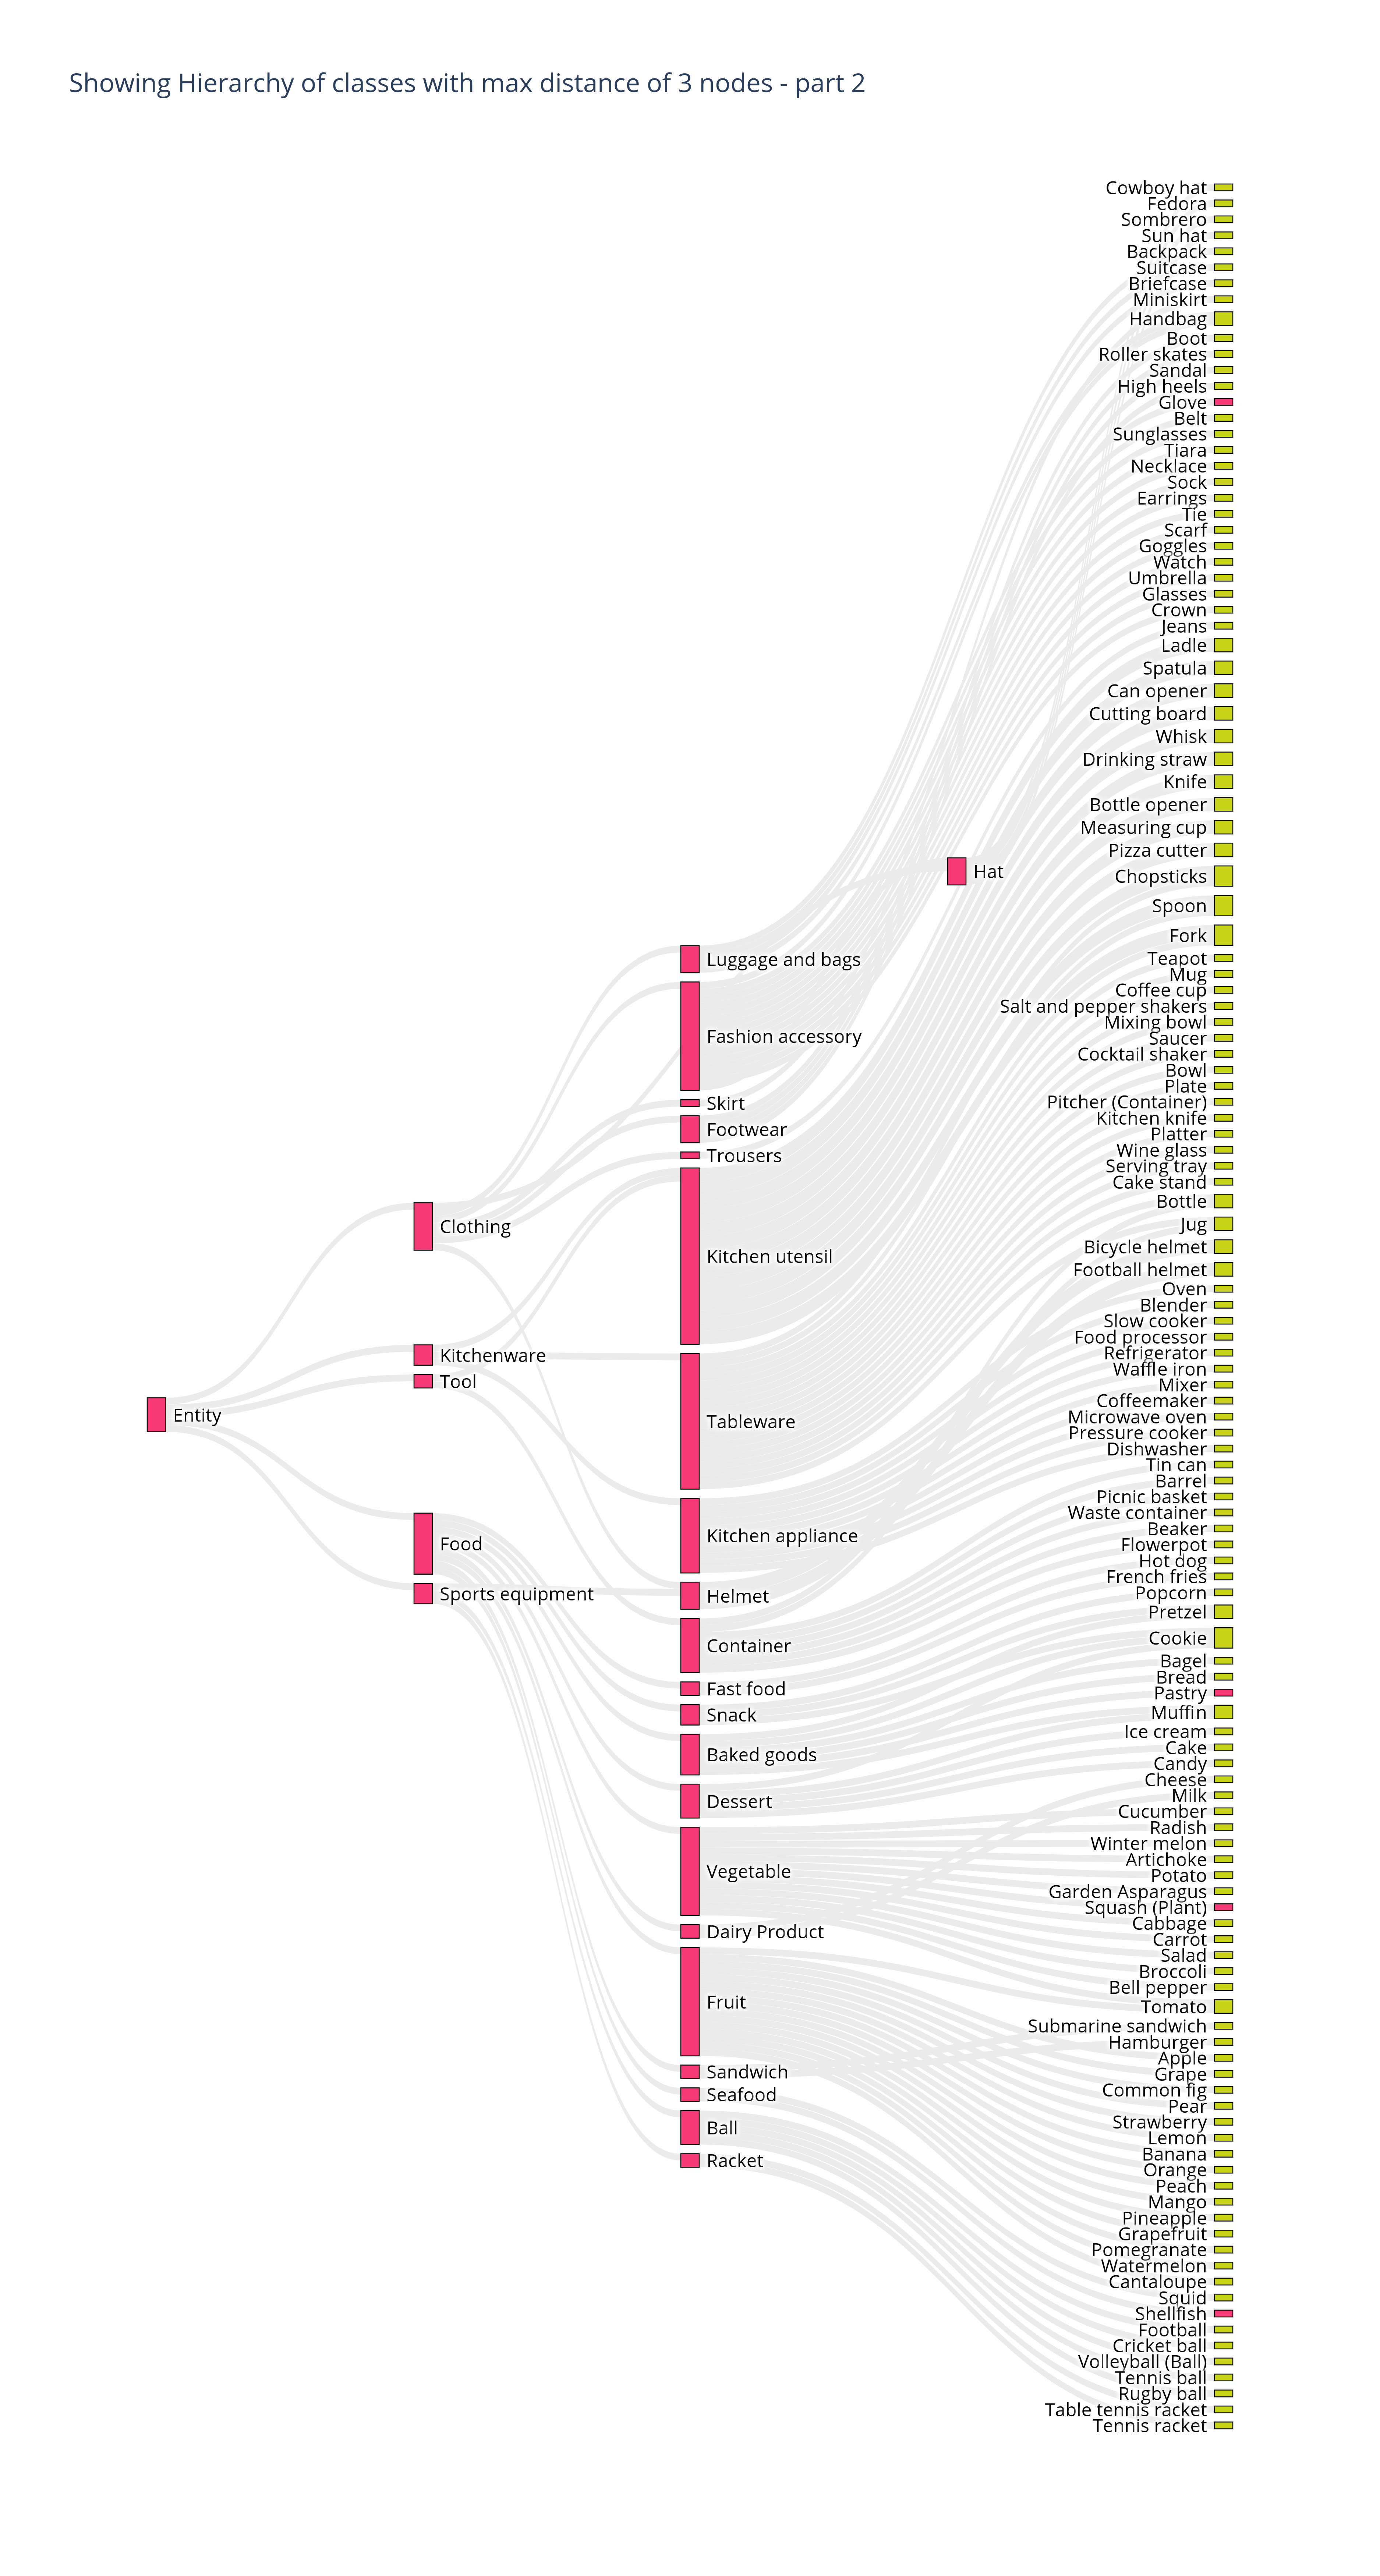 Showing Hierarchy of classes with max distance of 3 nodes - part 2
Entity
Clothing
Kitchenware
Tool
Food
Sports equipment
Luggage and bags
Fashion accessory
Skirt
Footwear
Trousers
Kitchen utensil
Tableware
Kitchen appliance
Helmet
Container
Fast food
Snack
Baked goods
Dessert
Vegetable
Dairy Product
Fruit
Sandwich
Seafood
Ball
Racket
Hat
Cowboy hat
Fedora
Sombrero
Sun hat
Backpack
Suitcase
Briefcase
Miniskirt
Handbag
Boot
Roller skates
Sandal
High heels
Glove
Belt
Sunglasses
Tiara
Necklace
Sock
Earrings
Tie
Scarf
Goggles
Watch
Umbrella
Glasses
Crown
Jeans
Ladle
Spatula
Can opener
Cutting board
Whisk
Drinking straw
Knife
Bottle opener
Measuring cup
Pizza cutter
Chopsticks
Spoon
Fork
Teapot
Mug
Coffee cup
Salt and pepper shakers
Mixing bowl
Saucer
Cocktail shaker
Bowl
Plate
Pitcher (Container)
Kitchen knife
Platter
Wine glass
Serving tray
Cake stand
Bottle
Jug
Bicycle helmet
Football helmet
Oven
Blender
Slow cooker
Food processor
Refrigerator
Waffle iron
Mixer
Coffeemaker
Microwave oven
Pressure cooker
Dishwasher
Tin can
Barrel
Picnic basket
Waste container
Beaker
Flowerpot
Hot dog
French fries
Popcorn
Pretzel
Cookie
Bagel
Bread
Pastry
Muffin
Ice cream
Cake
Candy
Cheese
Milk
Cucumber
Radish
Winter melon
Artichoke
Potato
Garden Asparagus
Squash (Plant)
Cabbage
Carrot
Salad
Broccoli
Bell pepper
Tomato
Submarine sandwich
Hamburger
Apple
Grape
Common fig
Pear
Strawberry
Lemon
Banana
Orange
Peach
Mango
Pineapple
Grapefruit
Pomegranate
Watermelon
Cantaloupe
Squid
Shellfish
Football
Cricket ball
Volleyball (Ball)
Tennis ball
Rugby ball
Table tennis racket
Tennis racket